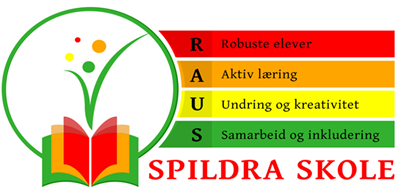 R Robuste elever
A Aktiv læring
U Undring og kreativitet
S Samarbeid og inkludering
SPILDRA SKOLE